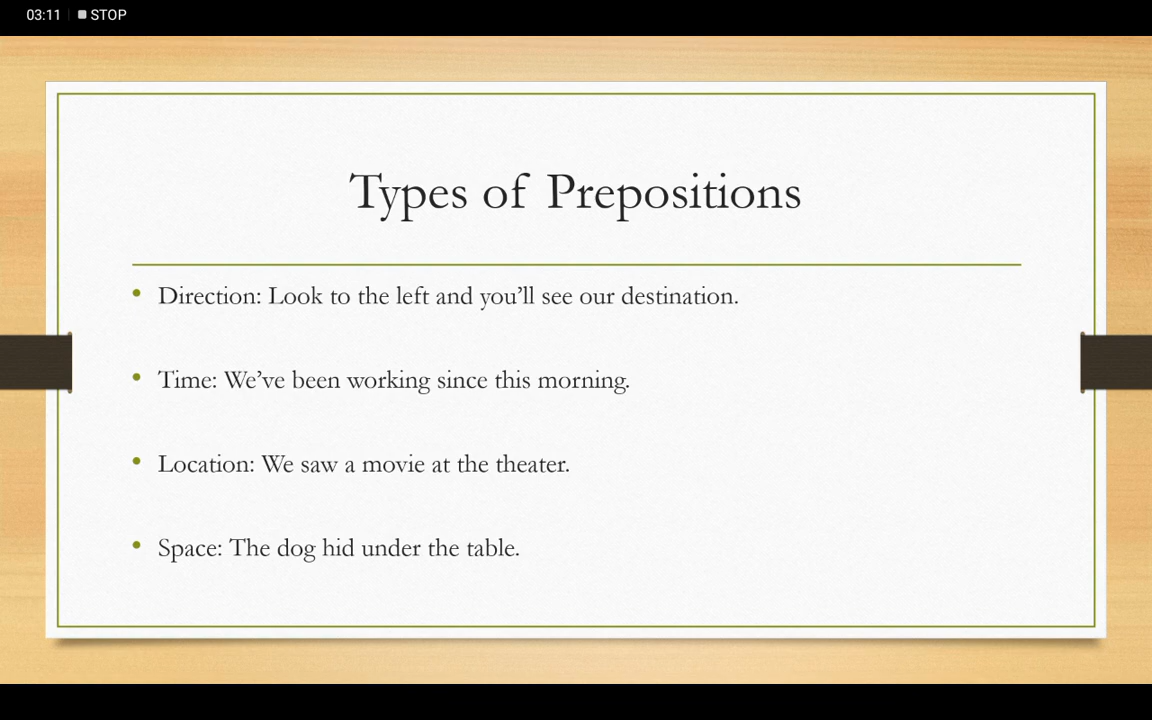 03:11 STOP
Types of Prepositions
• Direction: Look to the left and you’ll see our destination.
• Time: We’ve been working since this morning.
• Location: We saw a movie at the theater.
• Space: The dog hid under the table.